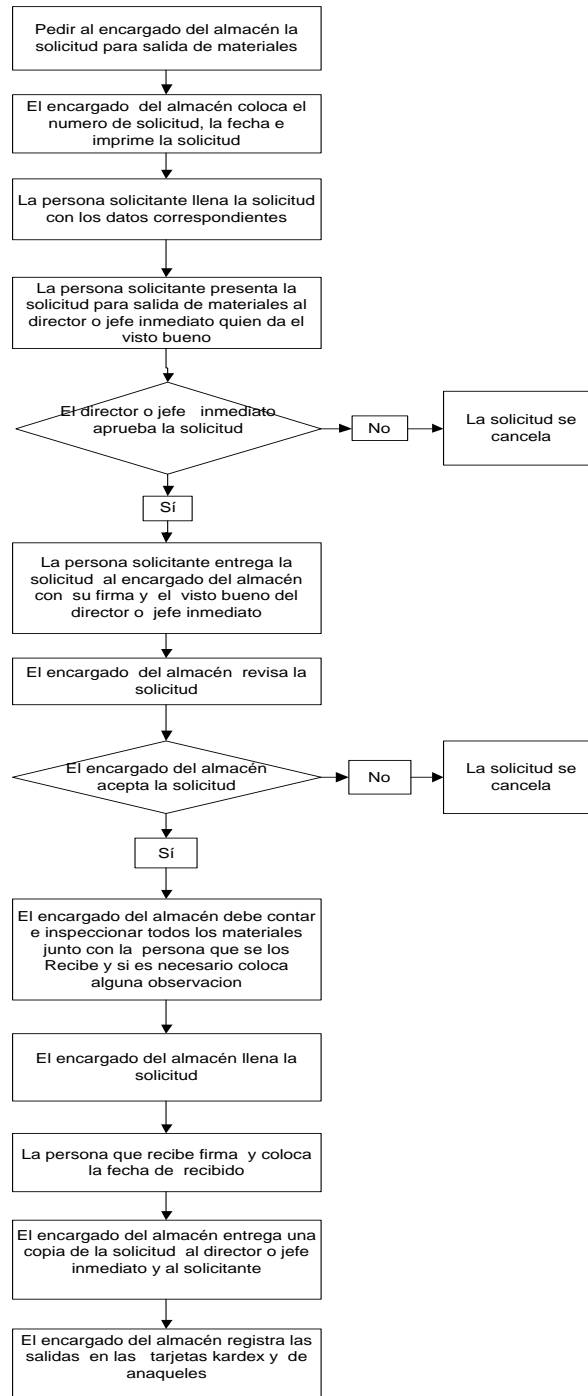 Pedir al encargado del almacén la
solicitud para salida de materiales
El encargado del almacén coloca el
numero de solicitud, la fecha e
imprime la solicitud
La persona solicitante llena la solicitud
con los datos correspondientes
La persona solicitante presenta la
solicitud para salida de materiales al
director o jefe inmediato quien da el
visto bueno
El director o jefe inmediato
aprueba la solicitud
No
La solicitud se
cancela
Sí
La persona solicitante entrega la
solicitud al encargado del almacén
con su firma y el visto bueno del
director o jefe inmediato
El encargado del almacén revisa la
solicitud
El encargado del almacén
acepta la solicitud
No
La solicitud se
cancela
Sí
El encargado del almacén debe contar
e inspeccionar todos los materiales
junto con la persona que se los
Recibe y si es necesario coloca
alguna observacion
El encargado del almacén llena la
solicitud
La persona que recibe firma y coloca
la fecha de recibido
El encargado del almacén entrega una
copia de la solicitud al director o jefe
inmediato y al solicitante
El encargado del almacén registra las
salidas en las tarjetas kardex y de
anaqueles